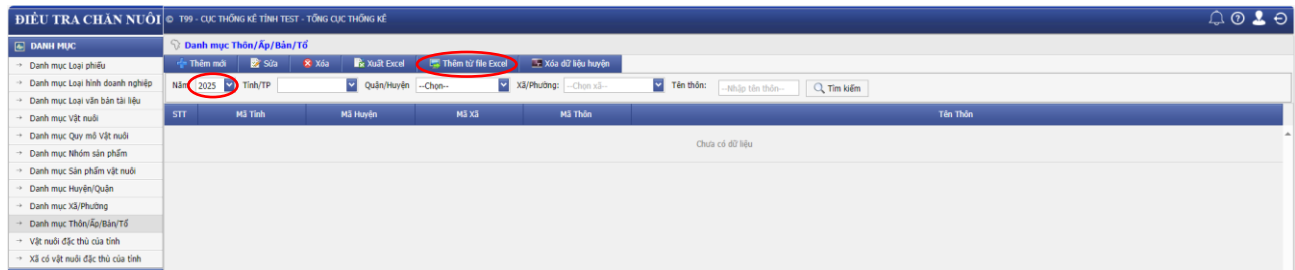 ĐIỀU TRA CHĂN NUÔI © T99 - CỤC THỐNG KÊ TỈNH TEST - TỔNG CỤC THỐNG KÊ
DANH MỤC
Danh mục Loại phiếu
Danh mục Loại hình doanh nghiệp
Danh mục Loại văn bản tài liệu
Danh mục Vật nuôi
Danh mục Quy mô Vật nuôi
Danh mục Nhóm sản phẩm
Danh mục Sản phẩm vật nuôi
Danh mục Huyện/Quận
Danh mục Xã/Phường
Danh mục Thôn/Ấp/Bản/Tổ
Vật nuôi đặc thù của tỉnh
Xã có vật nuôi đặc thù của tỉnh
Danh mục Thôn/Ấp/Bản/Tổ
Thêm mới Sửa Xóa Xuất Excel Thêm từ file Excel Xóa dữ liệu huyện
Năm 2025 Tỉnh/TP Quận/Huyện --Chọn-- Xã/Phường: --Chọn xã-- Tên thôn: --Nhập tên thôn-- Tìm kiếm
STT Mã Tỉnh Mã Huyện Mã Xã Mã Thôn Tên Thôn
Chưa có dữ liệu